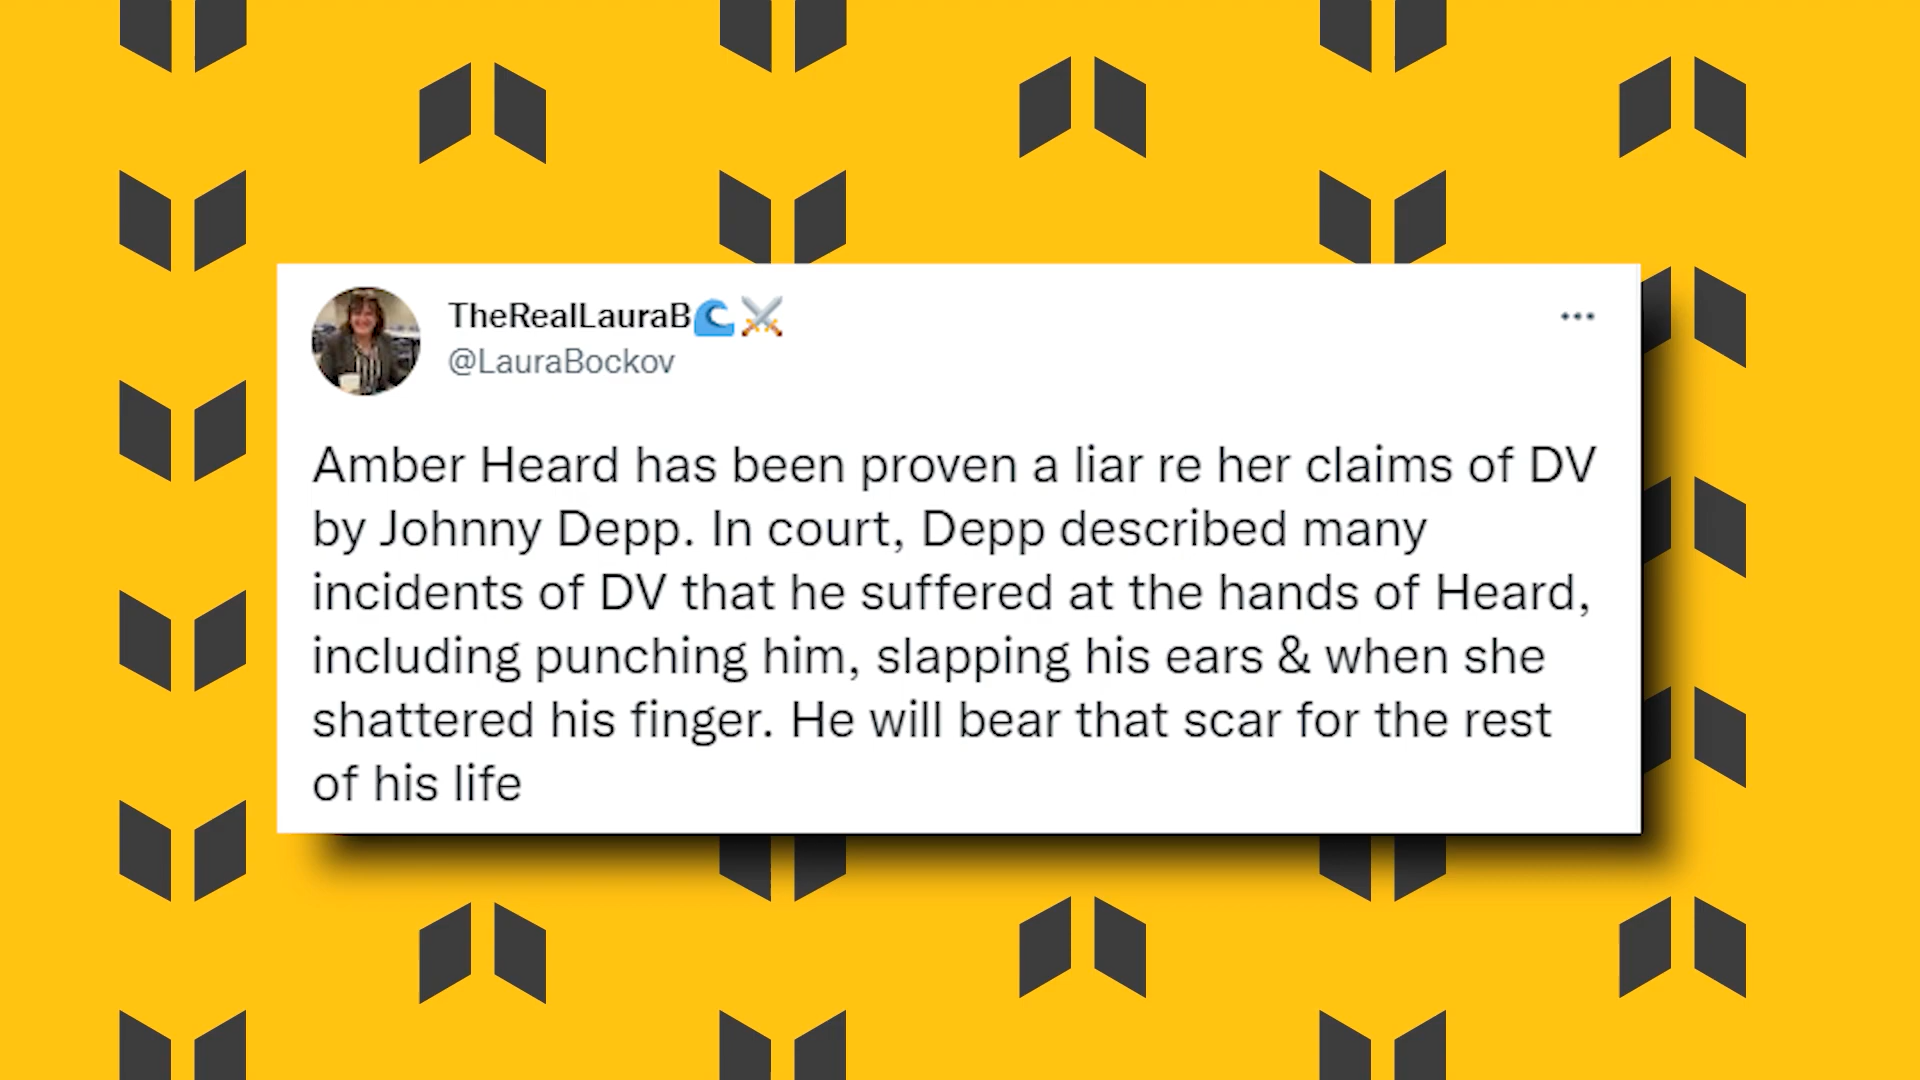 TheRealLauraB🌊⚔️
@LauraBockov
Amber Heard has been proven a liar re her claims of DV
by Johnny Depp. In court, Depp described many
incidents of DV that he suffered at the hands of Heard,
including punching him, slapping his ears & when she
shattered his finger. He will bear that scar for the rest
of his life